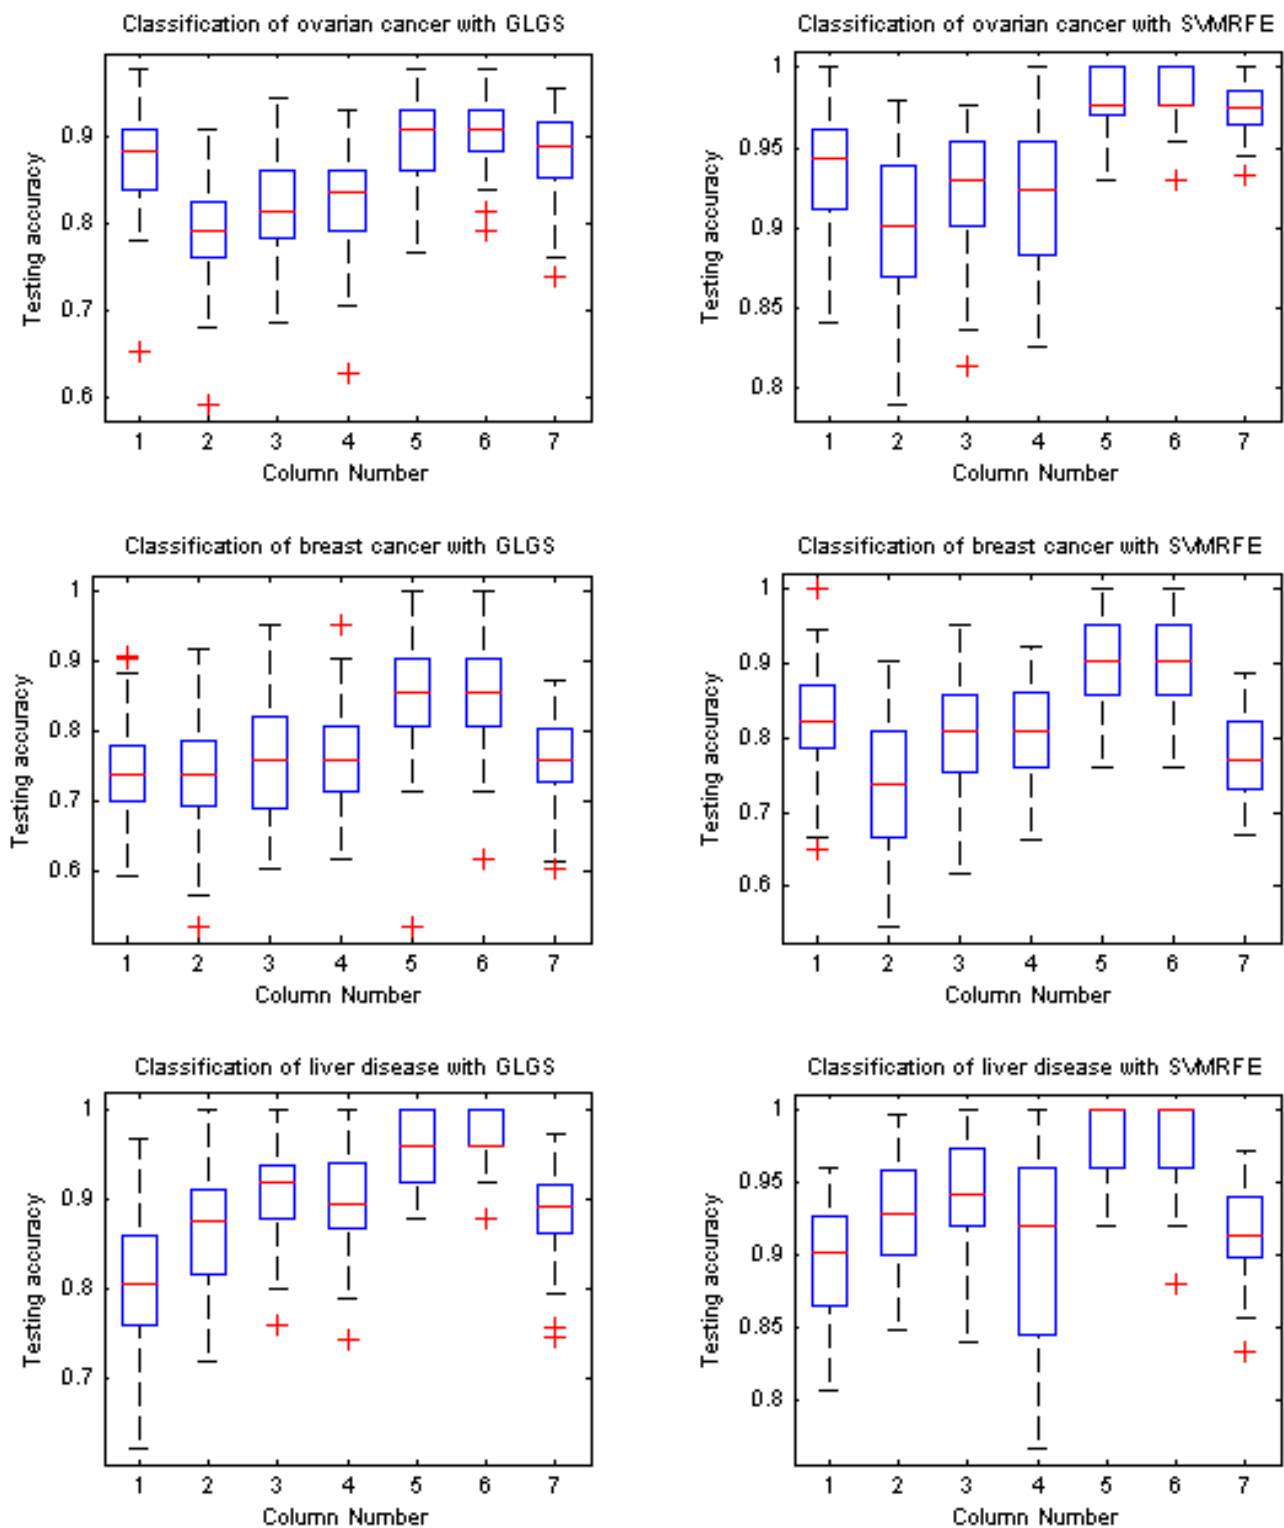 Classification of ovarian cancer with GLGS
Testing accuracy
0.9
0.8
0.7
0.6
1 2 3 4 5 6 7
Column Number
Classification of ovarian cancer with SVMRFE
Testing accuracy
1
0.95
0.9
0.85
0.8
1 2 3 4 5 6 7
Column Number
Classification of breast cancer with GLGS
Testing accuracy
1
0.9
0.8
0.7
0.6
1 2 3 4 5 6 7
Column Number
Classification of breast cancer with SVMRFE
Testing accuracy
1
0.9
0.8
0.7
0.6
1 2 3 4 5 6 7
Column Number
Classification of liver disease with GLGS
Testing accuracy
1
0.9
0.8
0.7
1 2 3 4 5 6 7
Column Number
Classification of liver disease with SVMRFE
Testing accuracy
1
0.95
0.9
0.85
0.8
1 2 3 4 5 6 7
Column Number